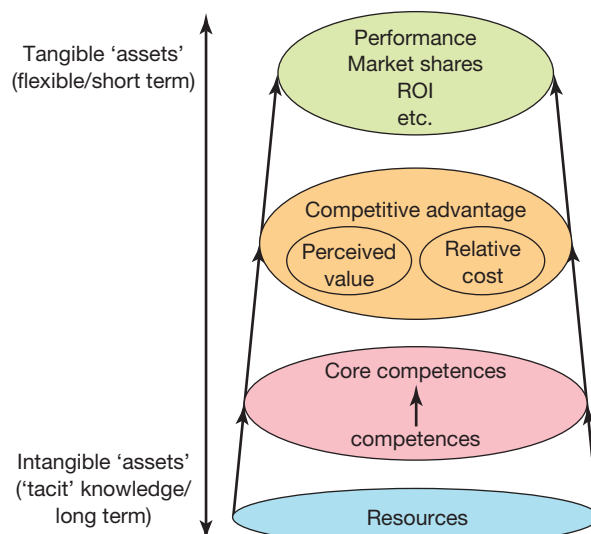 Tangible ‘assets’
(flexible/short term)
Performance
Market shares
ROI
etc.
Competitive advantage
Perceived
value
Relative
cost
Core competences
competences
Intangible ‘assets’
(‘tacit’ knowledge/
long term)
Resources